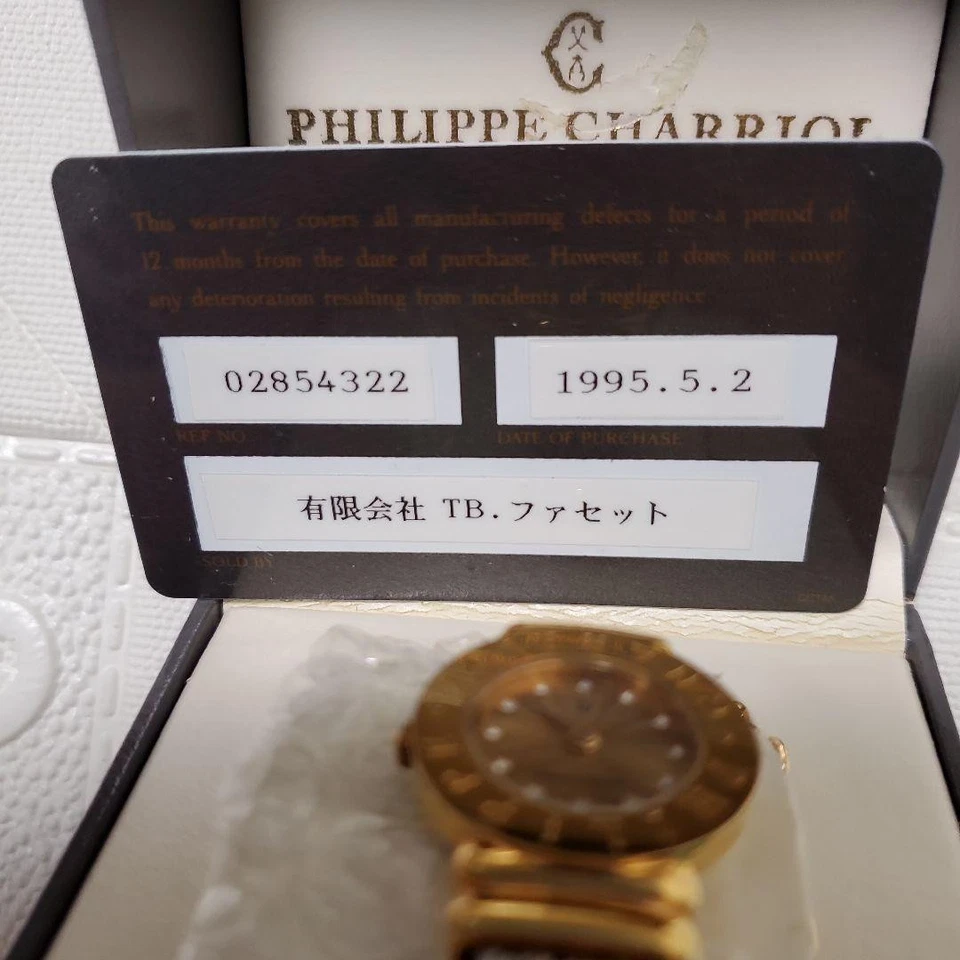 PHILIPPE CHARRIOL
This warranty covers all manufacturing defects for a period of
12 months from the date of purchase. However, it does not cover
any deterioration resulting from incidents of negligence
02854322
1995.5.2
REF NO
DATE OF PURCHASE
有限会社 TB.ファセット
SOLD BY